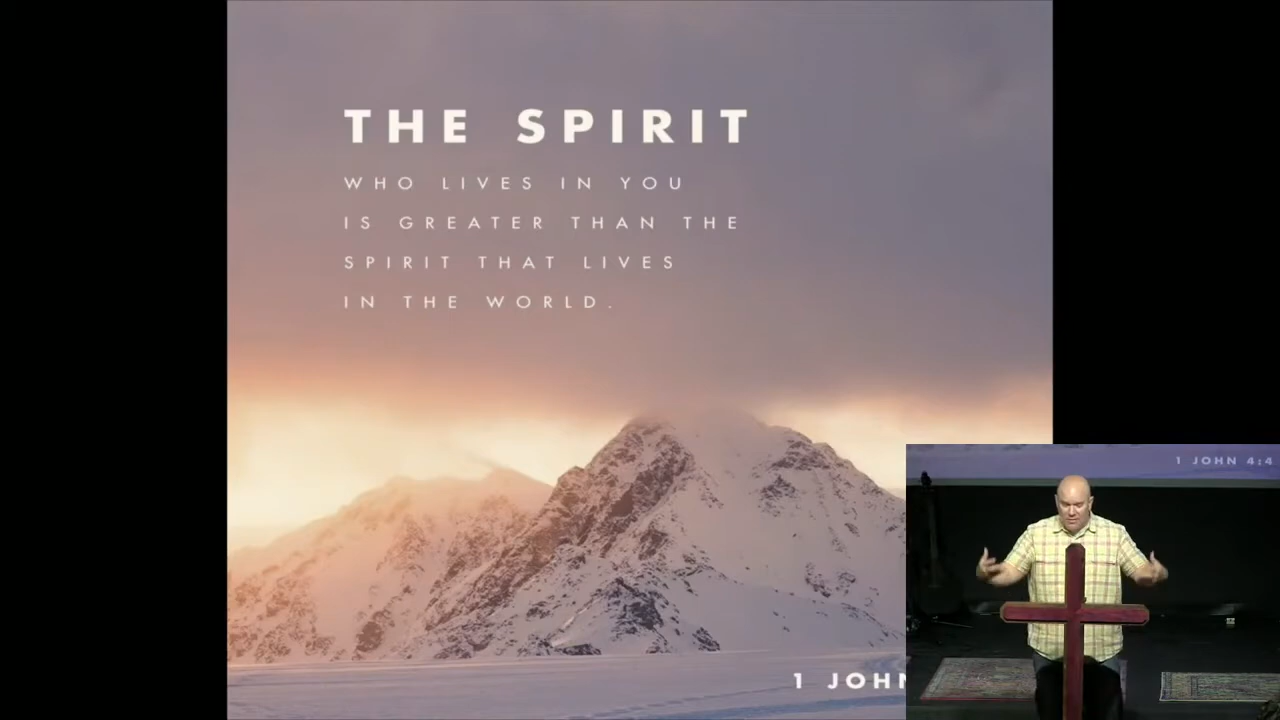 THE SPIRIT
WHO LIVES IN YOU
IS GREATER THAN THE
SPIRIT THAT LIVES
IN THE WORLD.
1 JOHN
1 JOHN 4:4